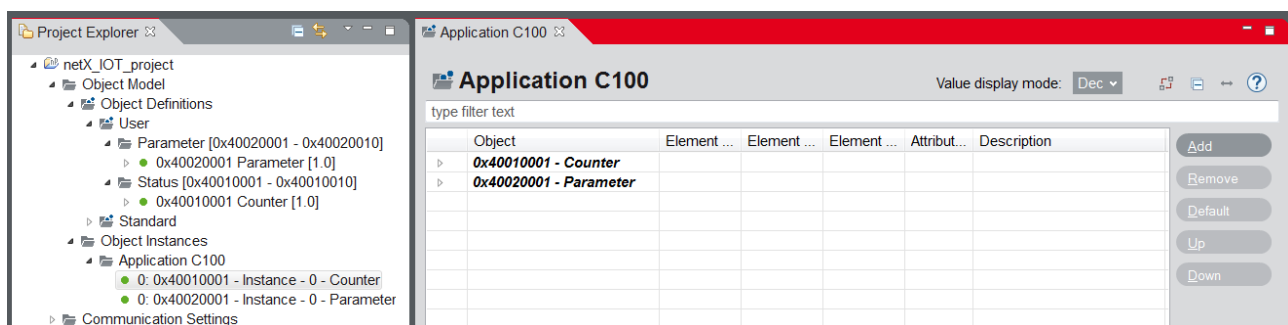 Project Explorer
netX_IOT_project
Object Model
Object Definitions
User
Parameter [0x40020001 - 0x40020010]
0x40020001 Parameter [1.0]
Status [0x40010001 - 0x40010010]
0x40010001 Counter [1.0]
Standard
Object Instances
Application C100
0: 0x40010001 - Instance - 0 - Counter
0: 0x40020001 - Instance - 0 - Parameter
Communication Settings
Application C100
Application C100
Value display mode: Dec
type filter text
Object Element ... Element ... Element ... Attribut... Description
0x40010001 - Counter
0x40020001 - Parameter
Add
Remove
Default
Up
Down